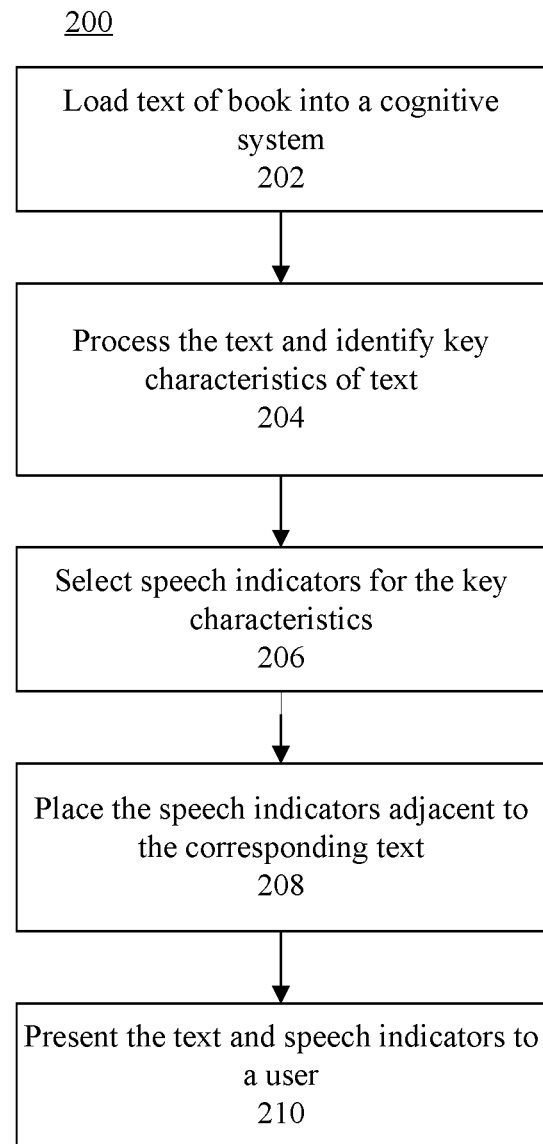 200
Load text of book into a cognitive
system
202
Process the text and identify key
characteristics of text
204
Select speech indicators for the key
characteristics
206
Place the speech indicators adjacent to
the corresponding text
208
Present the text and speech indicators to
a user
210